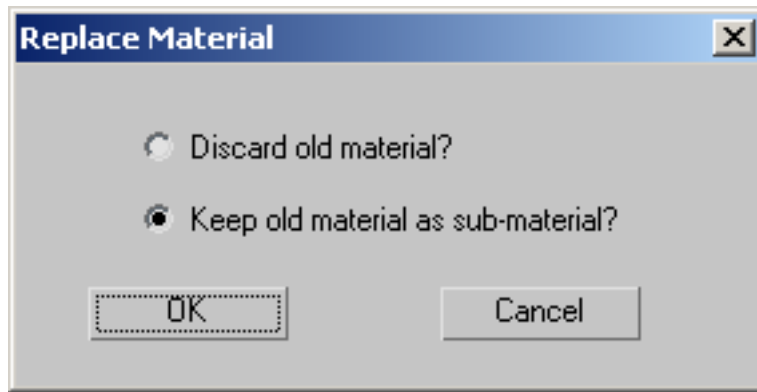 Replace Material
Discard old material?
Keep old material as sub-material?
OK Cancel